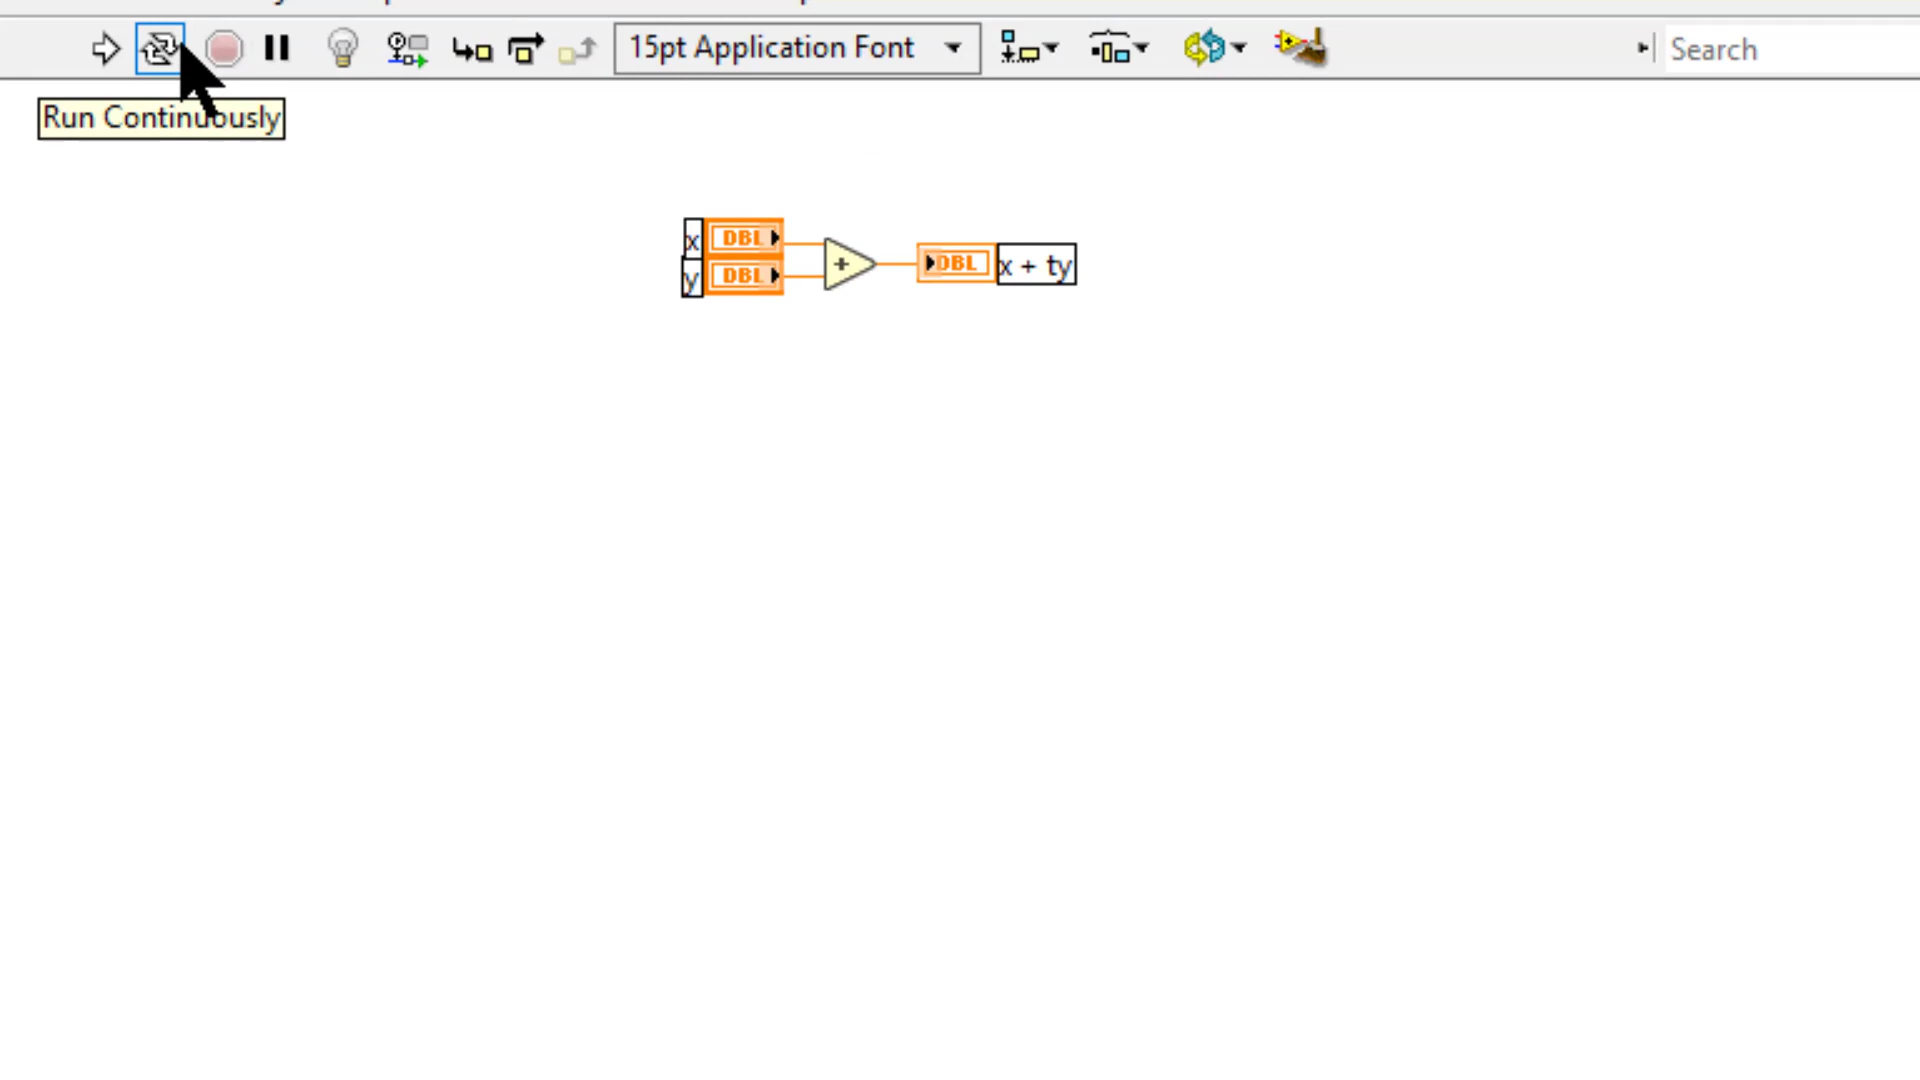 15pt Application Font
Search
Run Continuously
x DBL
+
DBL x + ty
y DBL